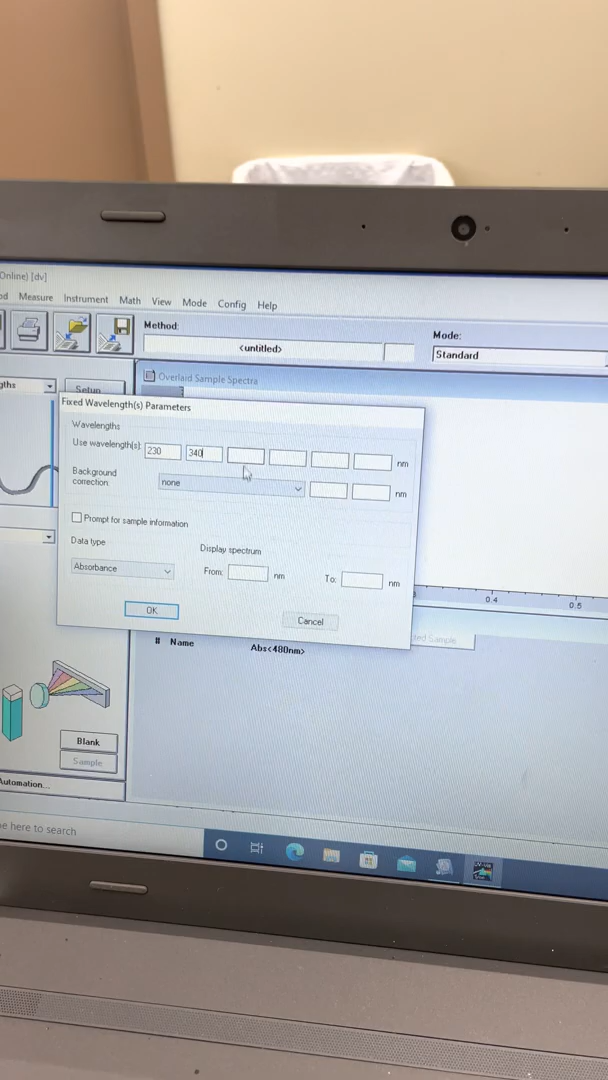 Online) [dv]
Measure Instrument Math View Mode Config Help
Method:
<untitled>
Mode:
Standard
Setup
Overlaid Sample Spectra
Fixed Wavelength(s) Parameters
Wavelengths
Use wavelength(s): 230 340 nm
Background correction none nm
Prompt for sample information
Data type
Absorbance
Display spectrum
From: nm To: nm
OK Cancel
0.4 0.5
Sample
# Name Abs<480nm>
Blank
Sample
Automation...
here to search